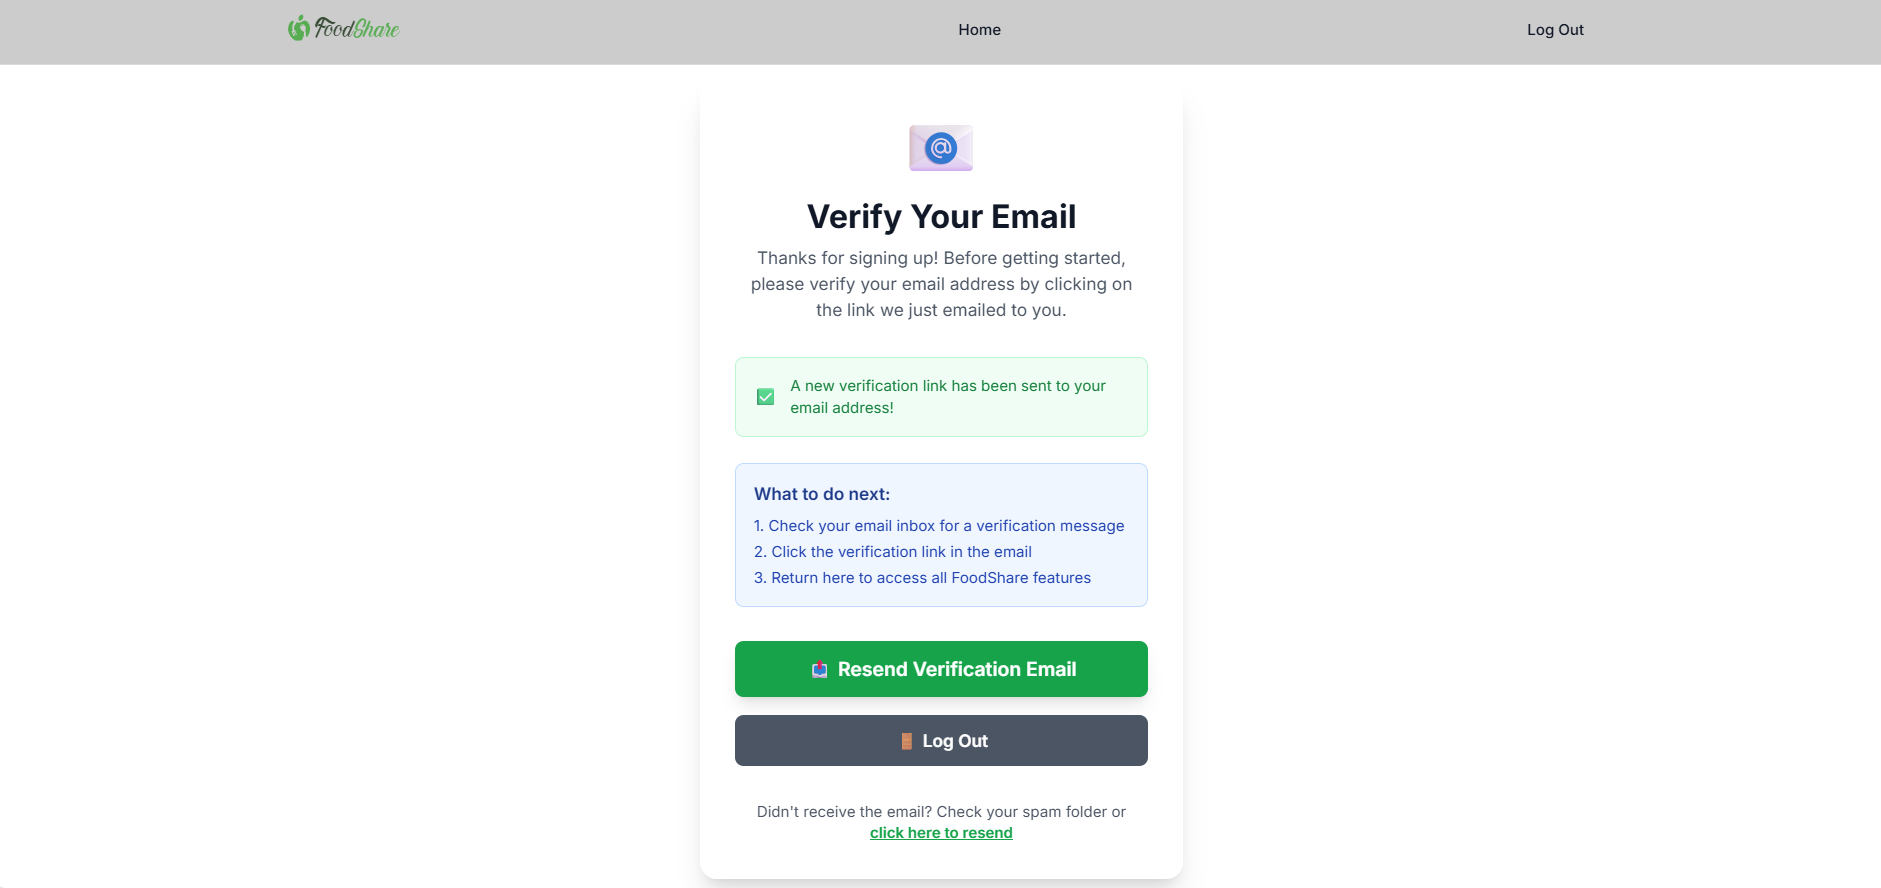 FoodShare
Home
Log Out
@
Verify Your Email
Thanks for signing up! Before getting started,
please verify your email address by clicking on
the link we just emailed to you.
A new verification link has been sent to your
email address!
What to do next:
1. Check your email inbox for a verification message
2. Click the verification link in the email
3. Return here to access all FoodShare features
Resend Verification Email
Log Out
Didn't receive the email? Check your spam folder or
click here to resend